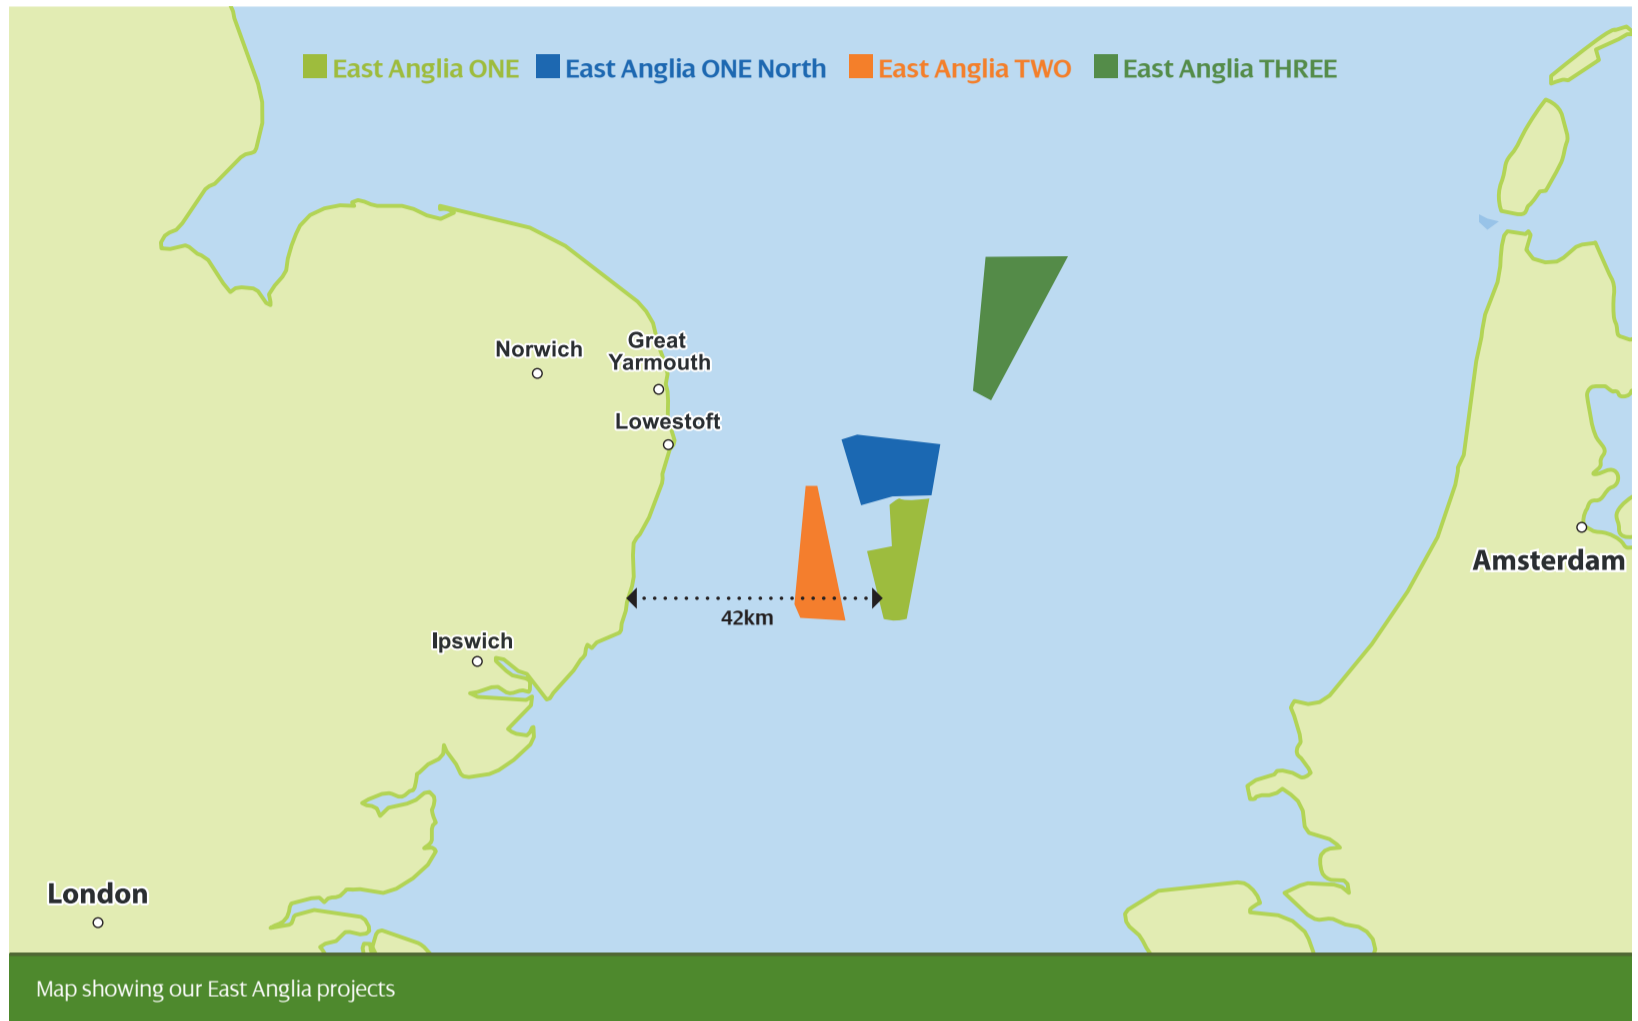 East Anglia ONE East Anglia ONE North East Anglia TWO East Anglia THREE
Norwich
Great
Yarmouth
Lowestoft
Amsterdam
42km
Ipswich
London
Map showing our East Anglia projects